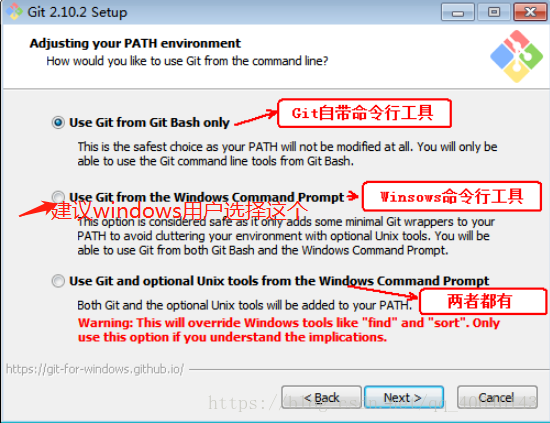 Git 2.10.2 Setup
Adjusting your PATH environment
How would you like to use Git from the command line?
Use Git from Git Bash only
Git自带命令行工具
This is the safest choice as your PATH will not be modified at all. You will only be
able to use the Git command line tools from Git Bash.
Use Git from the Windows Command Prompt
Winsows命令行工具
建议windows用户选择这个
This option is considered safe as it only adds some minimal Git wrappers to your
PATH to avoid cluttering your environment with optional Unix tools. You will be
able to use Git from both Git Bash and the Windows Command Prompt.
Use Git and optional Unix tools from the Windows Command Prompt
两者都有
Both Git and the optional Unix tools will be added to your PATH.
Warning: This will override Windows tools like "find" and "sort". Only
use this option if you understand the implications.
https://git-for-windows.github.io/
< Back
Next >
Cancel